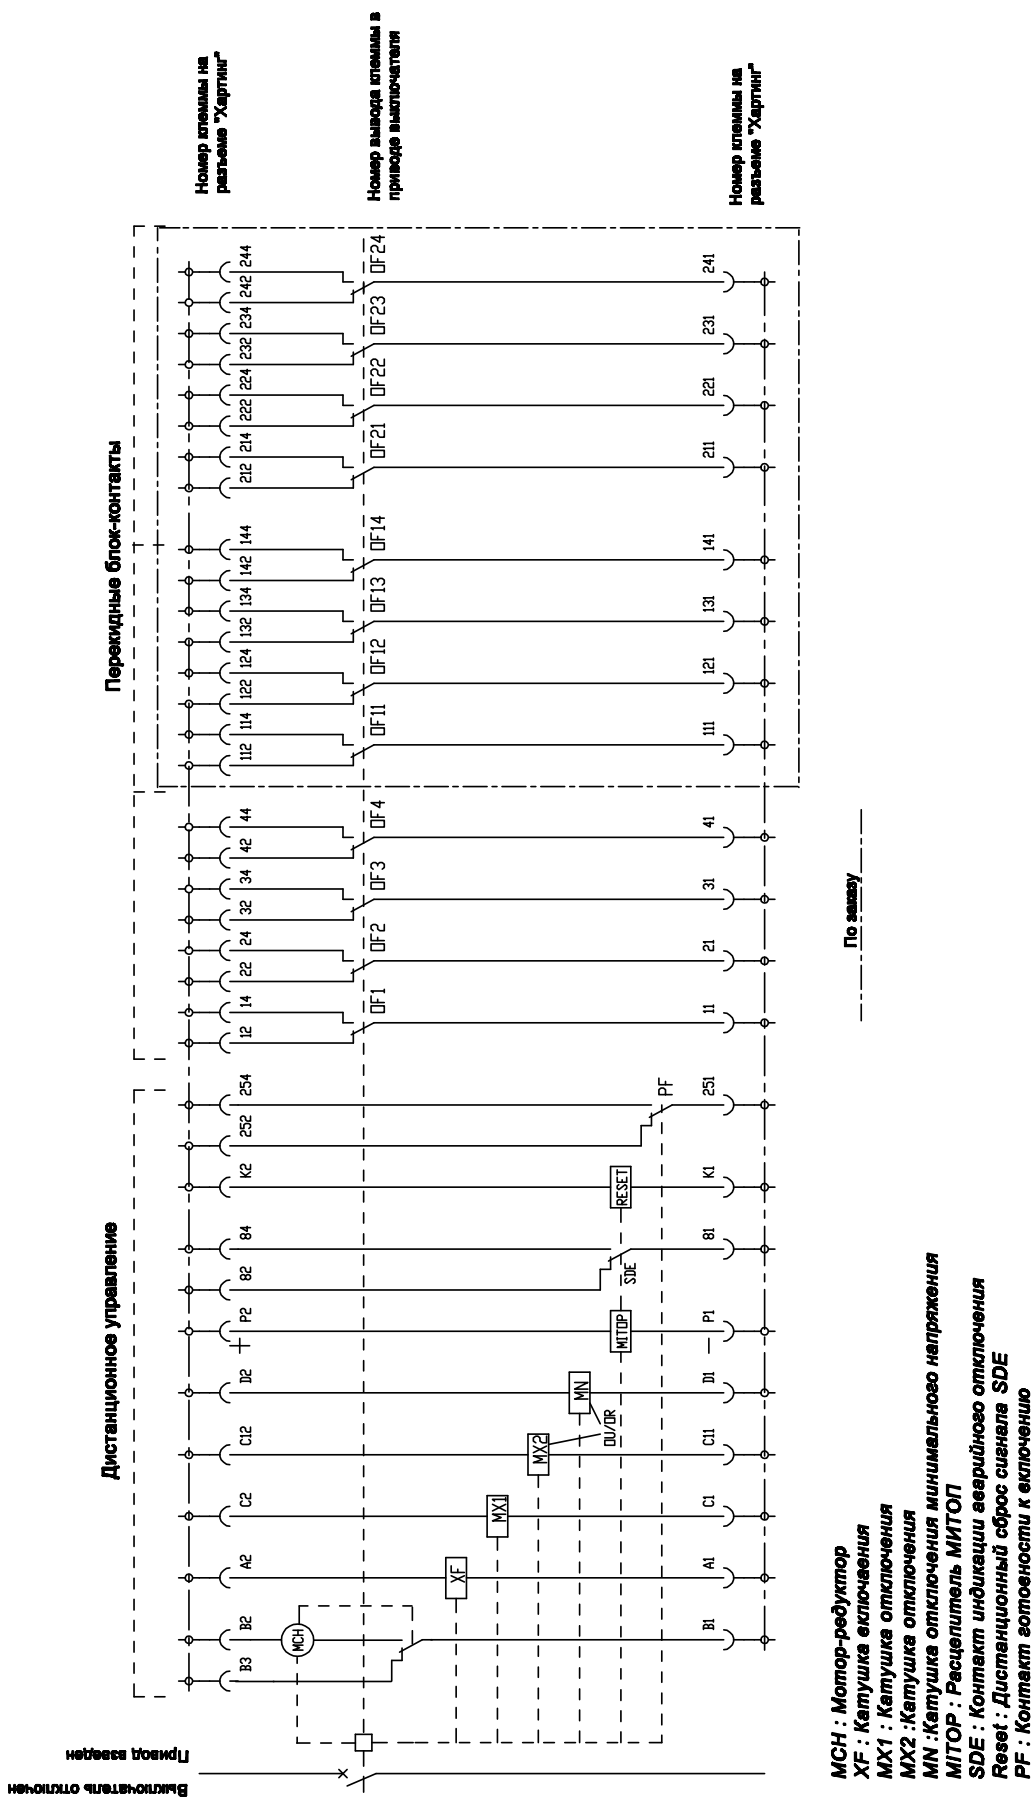 Выключатель отключен
Привод взведен
Дистанционное управление
Перекидные блок-контакты
Номер клеммы на
разъеме "Хартинг"
B3
B2
A2
C2
C12
D2
P2
82
84
K2
252
254
12
14
22
24
32
34
42
44
112
114
122
124
132
134
142
144
212
214
222
224
232
234
242
244
Номер вывода клеммы в
приводе выключателя
MCH
XF
MX1
MX2
MN
OU/OR
MITOP
SDE
RESET
PF
OF1
OF2
OF3
OF4
OF11
OF12
OF13
OF14
OF21
OF22
OF23
OF24
Номер клеммы на
разъеме "Хартинг"
B1
A1
C1
C11
D1
P1
81
K1
251
11
21
31
41
111
121
131
141
211
221
231
241
По заказу
MCH : Мотор-редуктор
XF : Катушка включаения
MX1 : Катушка отключения
MX2 :Катушка отключения
MN :Катушка отключения минимального напряжения
MITOP : Расцепитель МИТОП
SDE : Контакт индикации аварийного отключения
Reset : Дистанционный сброс сигнала SDE
PF : Контакт готовности к включению